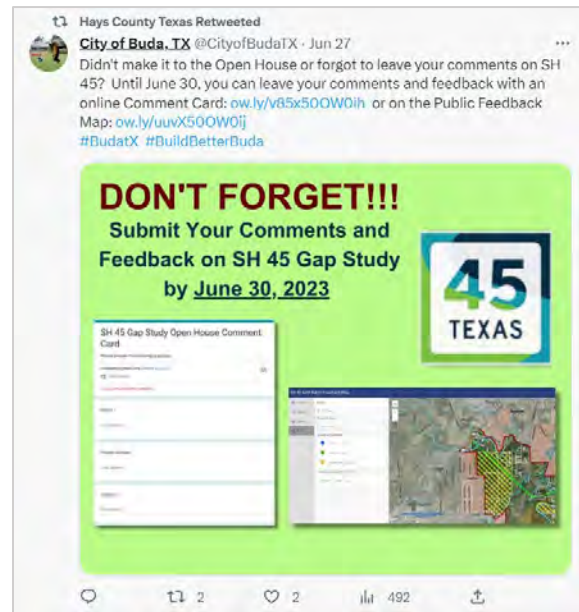 Hays County Texas Retweeted
City of Buda, TX @CityofBudaTX · Jun 27
Didn't make it to the Open House or forgot to leave your comments on SH
45? Until June 30, you can leave your comments and feedback with an
online Comment Card: ow.ly/v85x50OW0ih or on the Public Feedback
Map: ow.ly/uuvX50OW0ij
#BudatX #BuildBetterBuda
DON'T FORGET!!!
Submit Your Comments and
Feedback on SH 45 Gap Study
by June 30, 2023
45
TEXAS
SH 45 Gap Study Open House Comment
Card
2
2
492